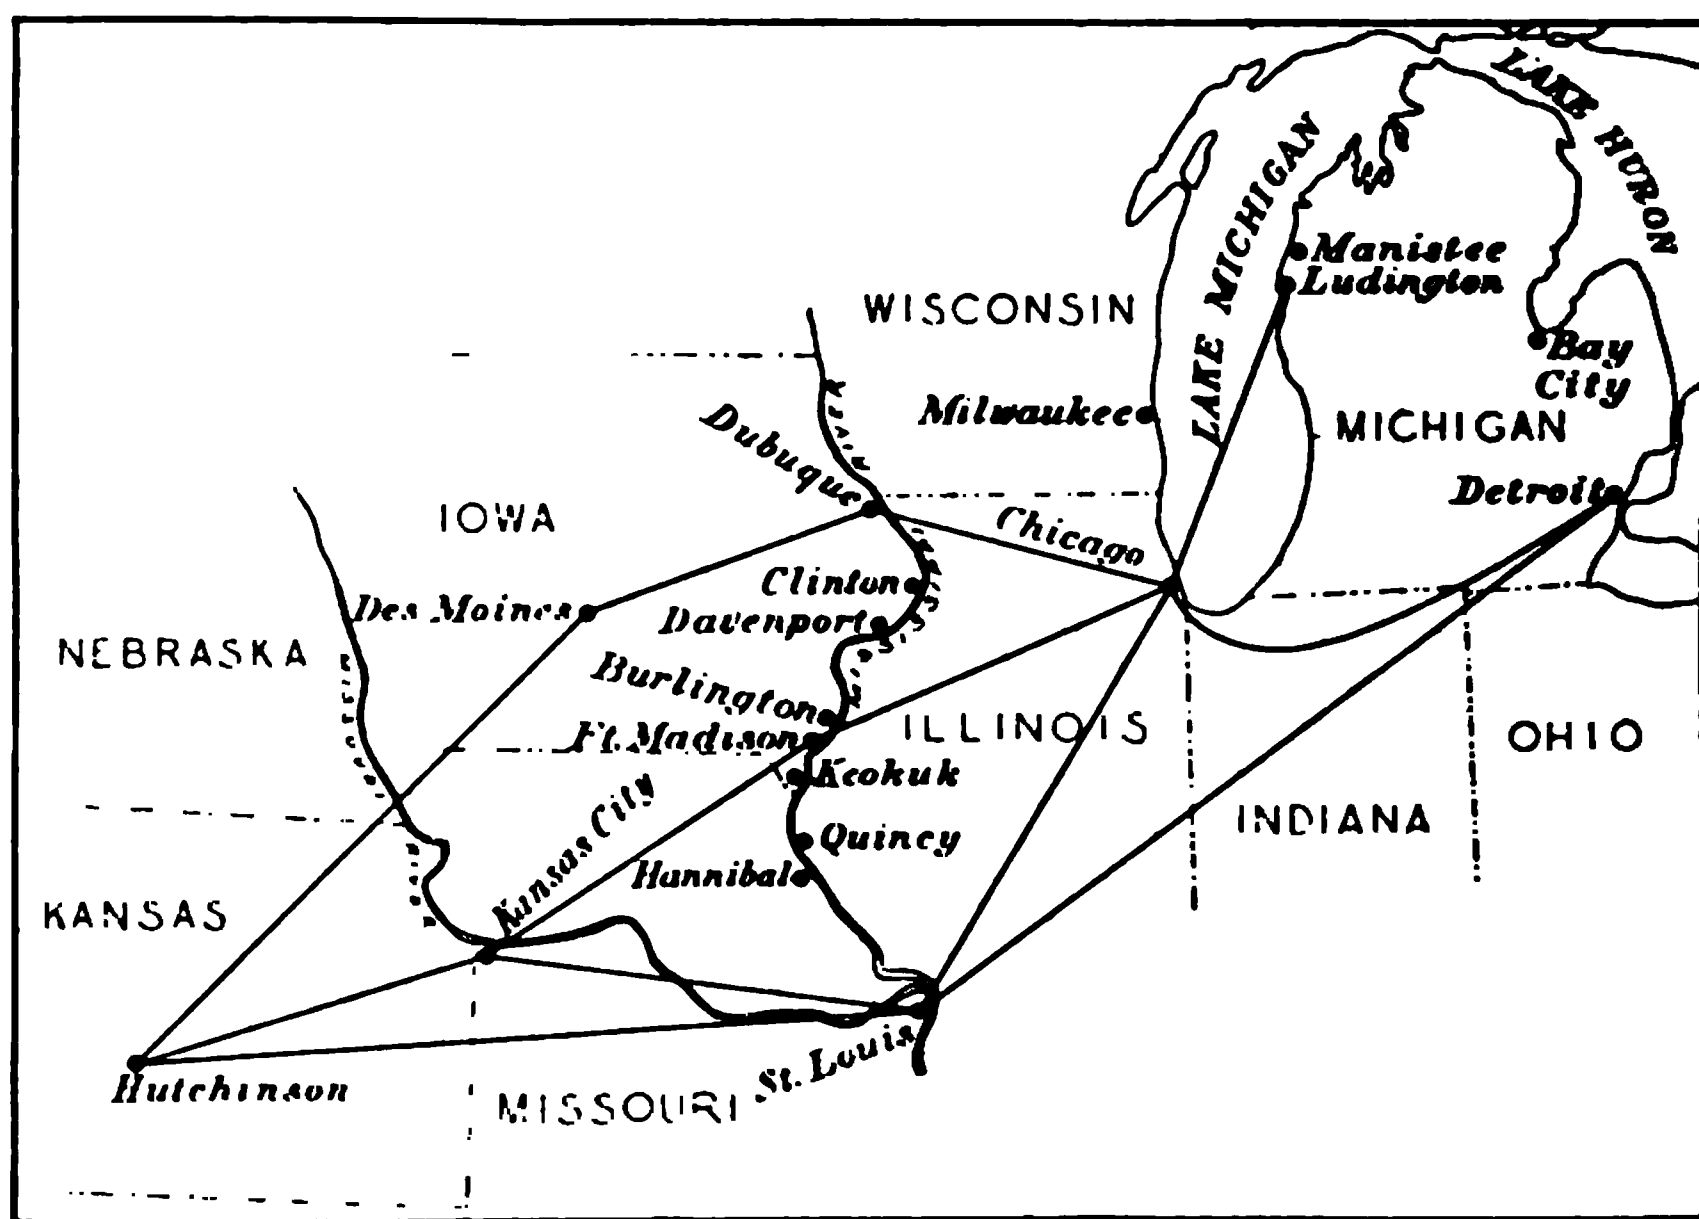 LAKE HURON
LAKE MICHIGAN
Manistee
Ludington
WISCONSIN
Bay
City
Milwaukee
MICHIGAN
Dubuque
Detroit
IOWA
Chicago
Clinton
Des Moines
Davenport
NEBRASKA
Burlington
ILLINOIS
Ft. Madison
OHIO
Keokuk
Kansas City
INDIANA
Quincy
Hannibal
KANSAS
St. Louis
Hutchinson
MISSOURI